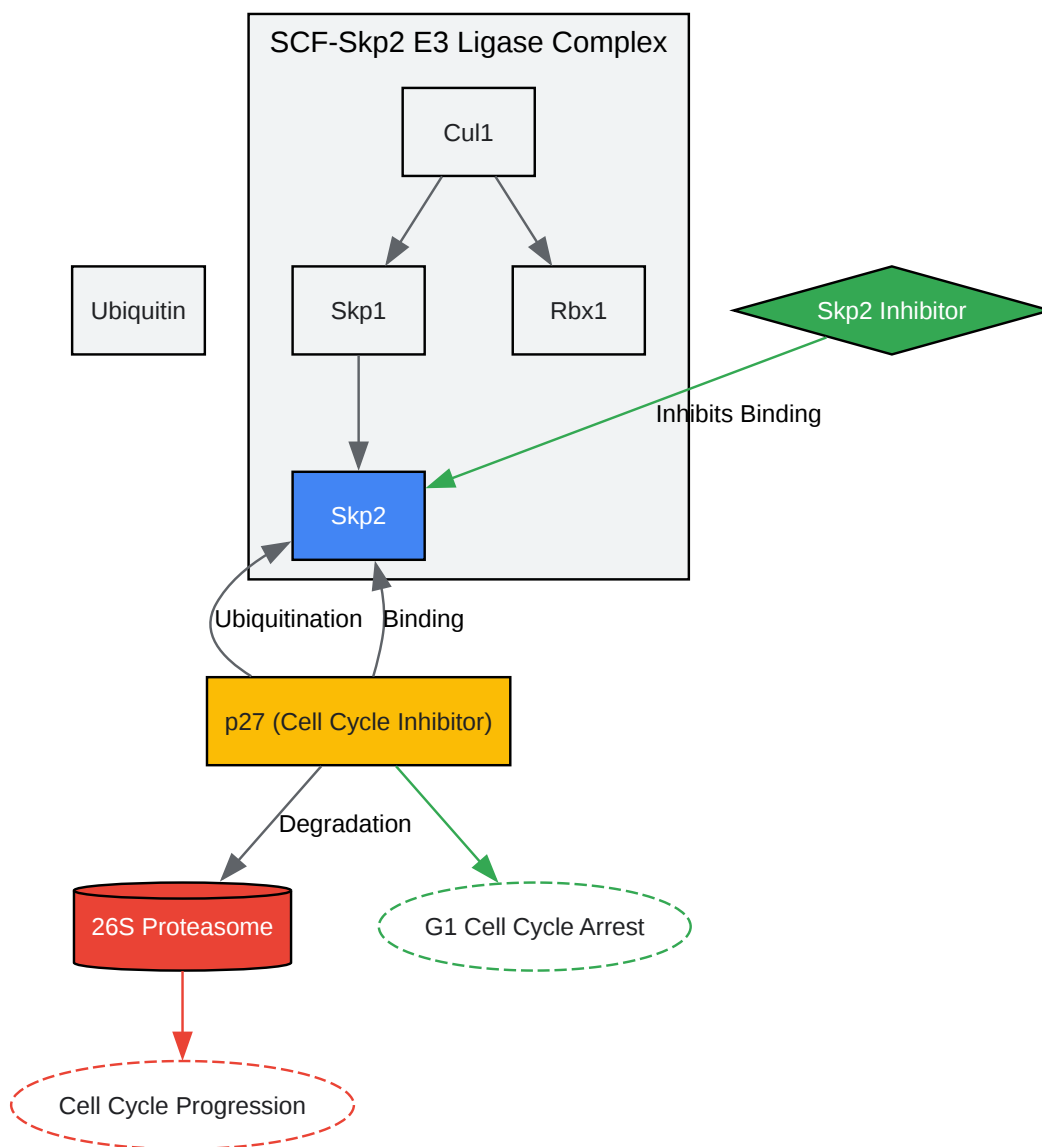 SCF-Skp2 E3 Ligase Complex
Cul1
Ubiquitin
Skp1
Rbx1
Skp2 Inhibitor
Inhibits Binding
Skp2
Ubiquitination
Binding
p27 (Cell Cycle Inhibitor)
Degradation
26S Proteasome
G1 Cell Cycle Arrest
Cell Cycle Progression